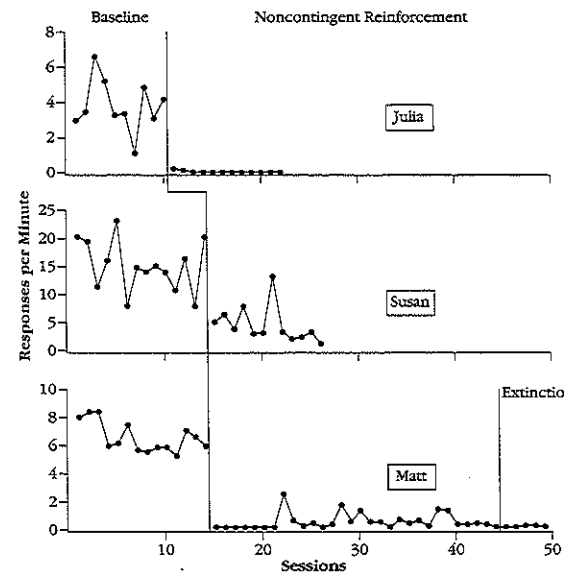 Baseline Noncontingent Reinforcement
8
6
4
2
0
Julia
25
20
15
10
5
0
Susan
Responses per Minute
10
8
6
4
2
0
Extinctio
Matt
10 20 30 40 50
Sessions